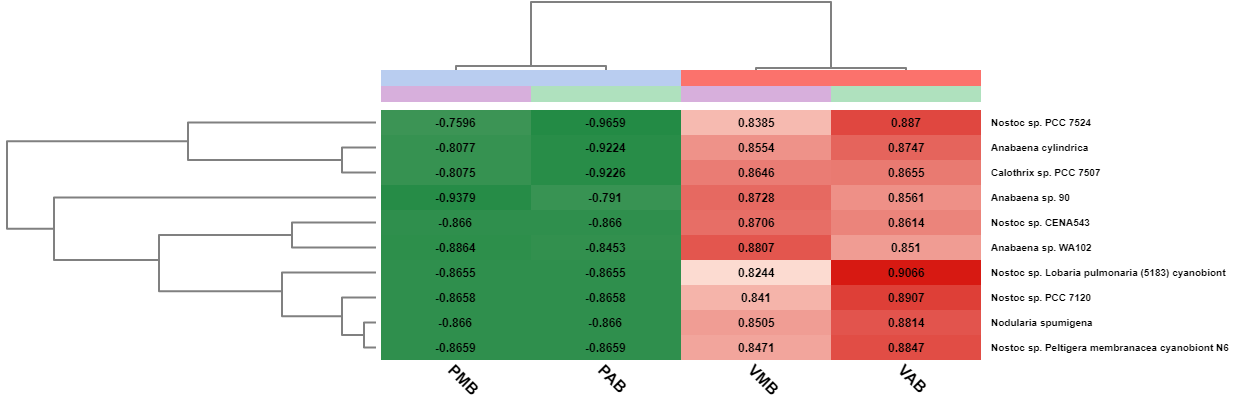 -0.7596 -0.9659 0.8385 0.887 Nostoc sp. PCC 7524
-0.8077 -0.9224 0.8554 0.8747 Anabaena cylindrica
-0.8075 -0.9226 0.8646 0.8655 Calothrix sp. PCC 7507
-0.9379 -0.791 0.8728 0.8561 Anabaena sp. 90
-0.866 -0.866 0.8706 0.8614 Nostoc sp. CENA543
-0.8864 -0.8453 0.8807 0.851 Anabaena sp. WA102
-0.8655 -0.8655 0.8244 0.9066 Nostoc sp. Lobaria pulmonaria (5183) cyanobiont
-0.8658 -0.8658 0.841 0.8907 Nostoc sp. PCC 7120
-0.866 -0.866 0.8505 0.8814 Nodularia spumigena
-0.8659 -0.8659 0.8471 0.8847 Nostoc sp. Peltigera membranacea cyanobiont N6
PMB PAB VMB VAB